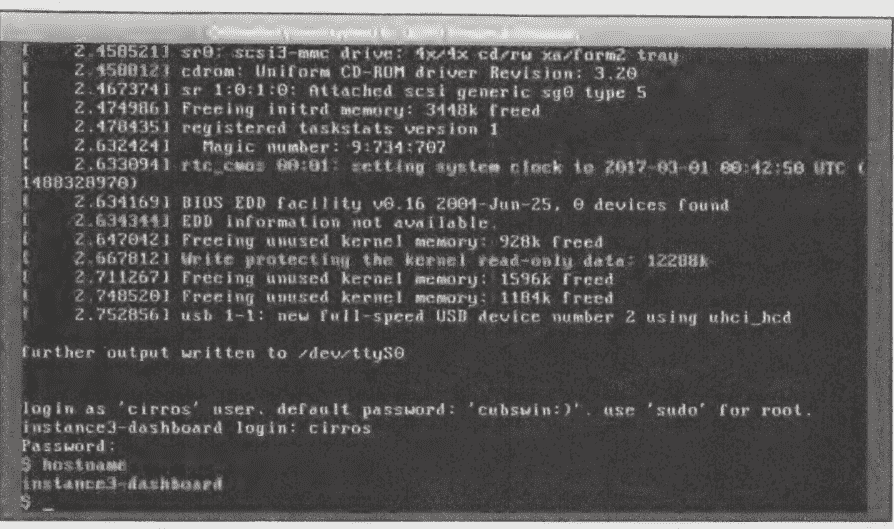 [    2.458521] sr0: scsi3-mmc drive: 4x/4x cd/rw xa/form2 tray
[    2.458812] cdrom: Uniform CD-ROM driver Revision: 3.20
[    2.467374] sr 1:0:1:0: Attached scsi generic sg0 type 5
[    2.474986] Freeing initrd memory: 3448k freed
[    2.478435] registered taskstats version 1
[    2.632424]   Magic number: 9:734:707
[    2.633094] rtc_cmos 00:01: setting system clock to 2017-03-01 00:42:50 UTC (
1488328970)
[    2.634169] BIOS EDD facility v0.16 2004-Jun-25, 0 devices found
[    2.634344] EDD information not available.
[    2.647042] Freeing unused kernel memory: 928k freed
[    2.667812] Write protecting the kernel read-only data: 12288k
[    2.711267] Freeing unused kernel memory: 1596k freed
[    2.748520] Freeing unused kernel memory: 1184k freed
[    2.752856] usb 1-1: new full-speed USB device number 2 using uhci_hcd
further output written to /dev/ttyS0
login as 'cirros' user. default password: 'cubswin:)'. use 'sudo' for root.
instance3-dashboard login: cirros
Password:
$ hostname
instance3-dashboard
$ _